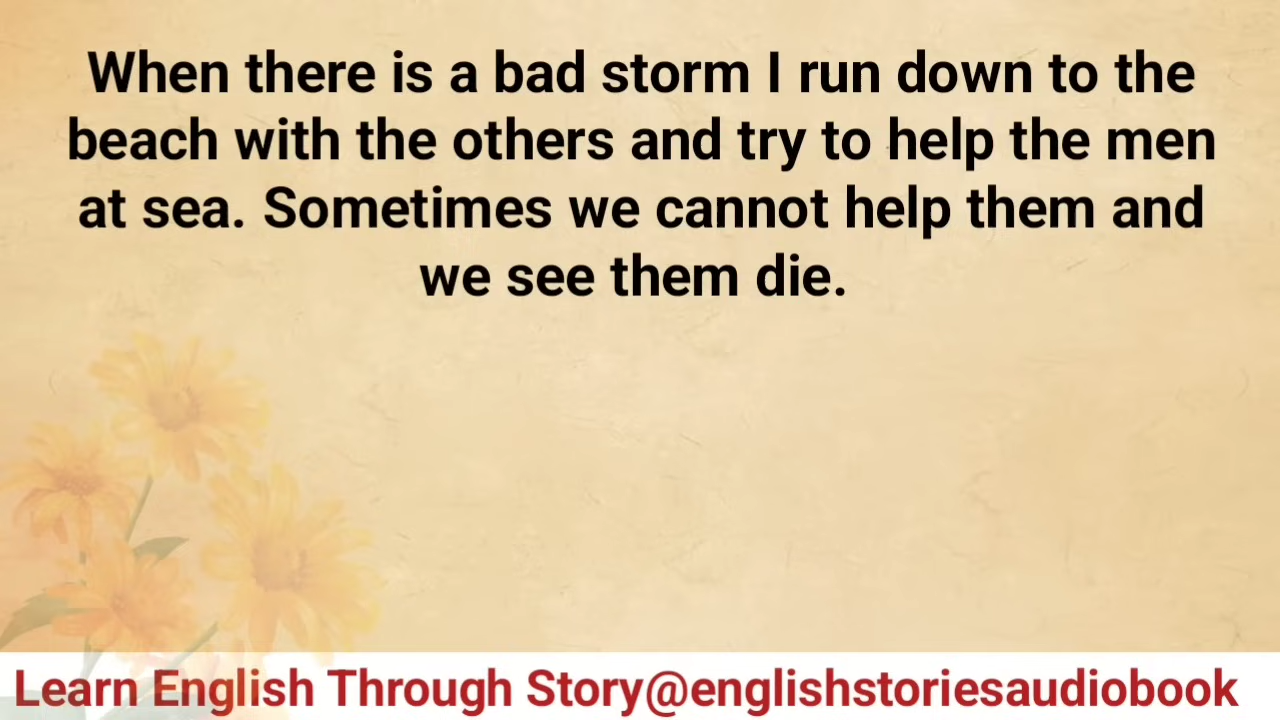 When there is a bad storm I run down to the
beach with the others and try to help the men
at sea. Sometimes we cannot help them and
we see them die.
Learn English Through Story@englishstoriesaudiobook